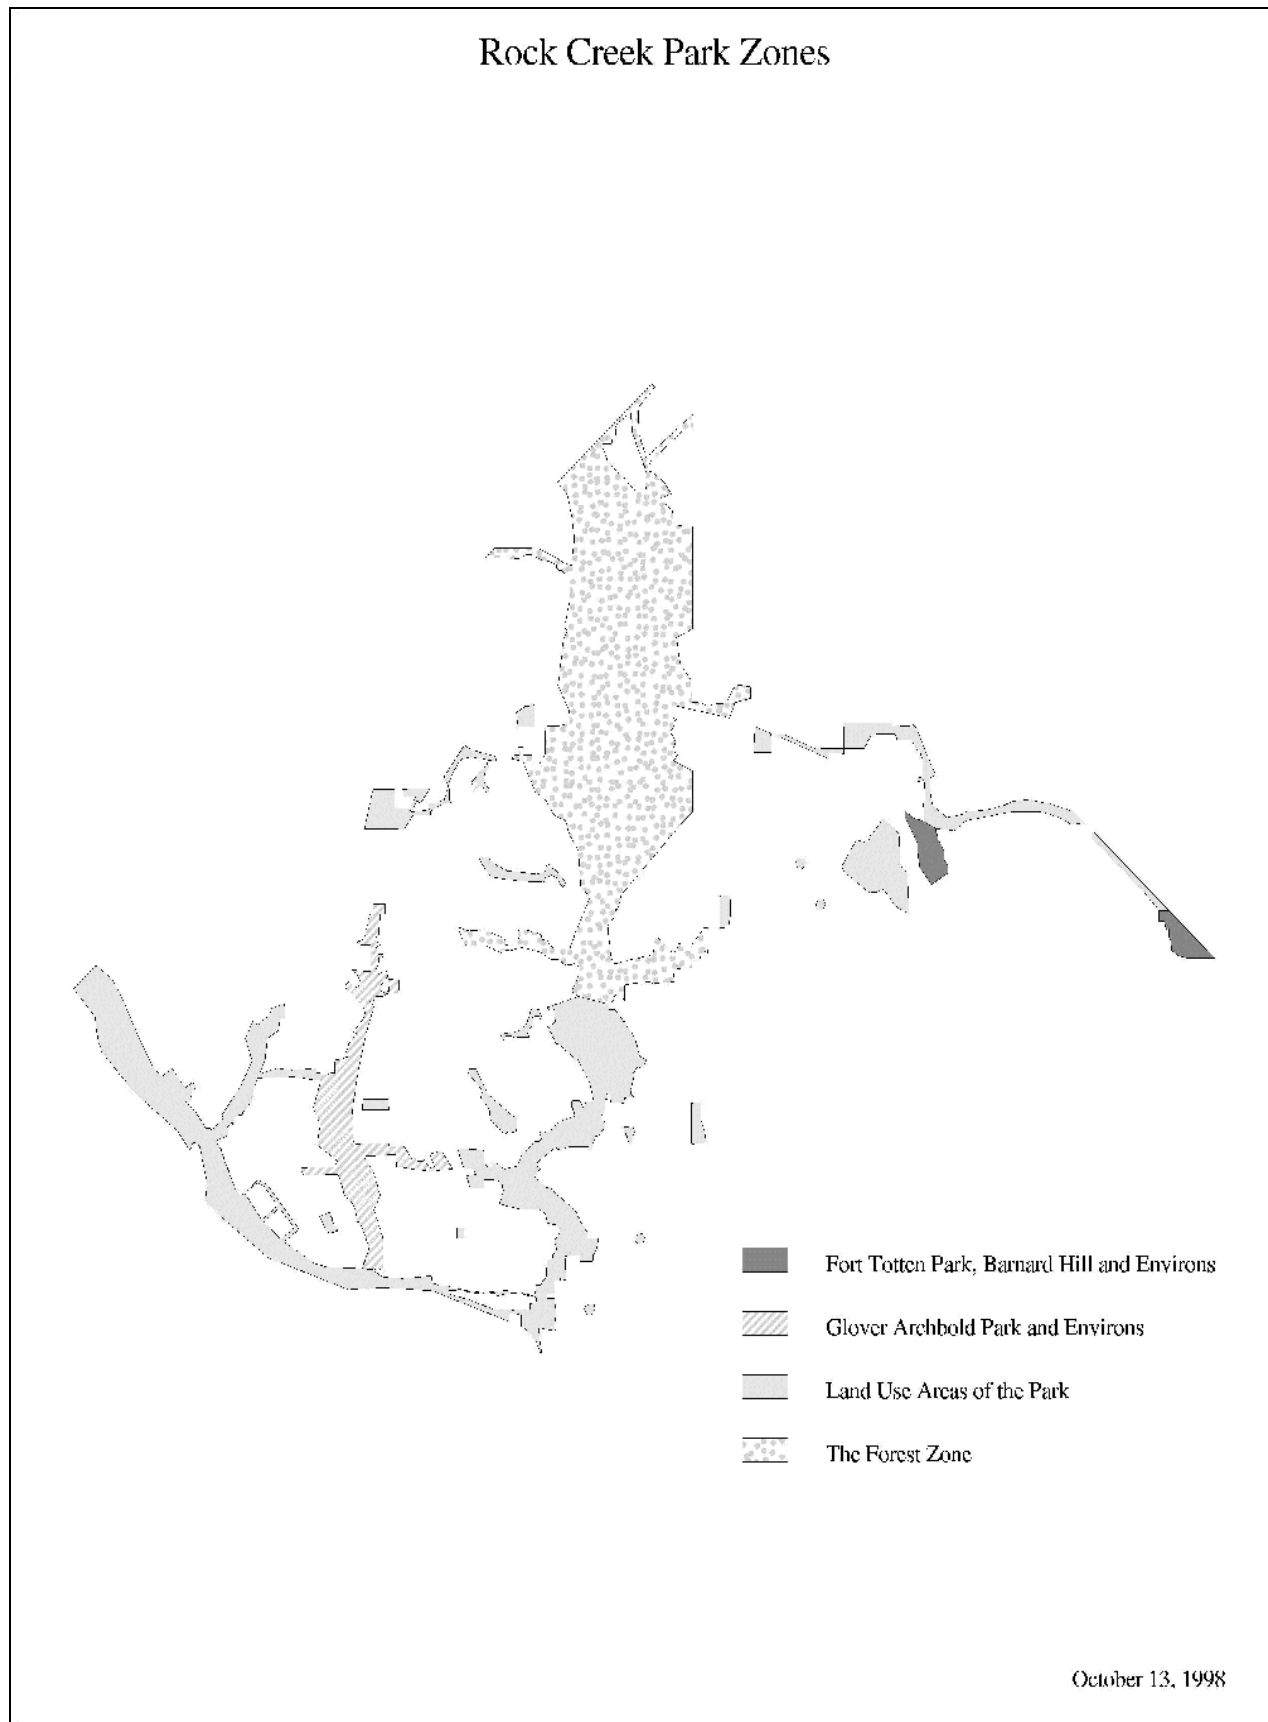 Rock Creek Park Zones
Fort Totten Park, Barnard Hill and Environs
Glover Archbold Park and Environs
Land Use Areas of the Park
The Forest Zone
October 13, 1998